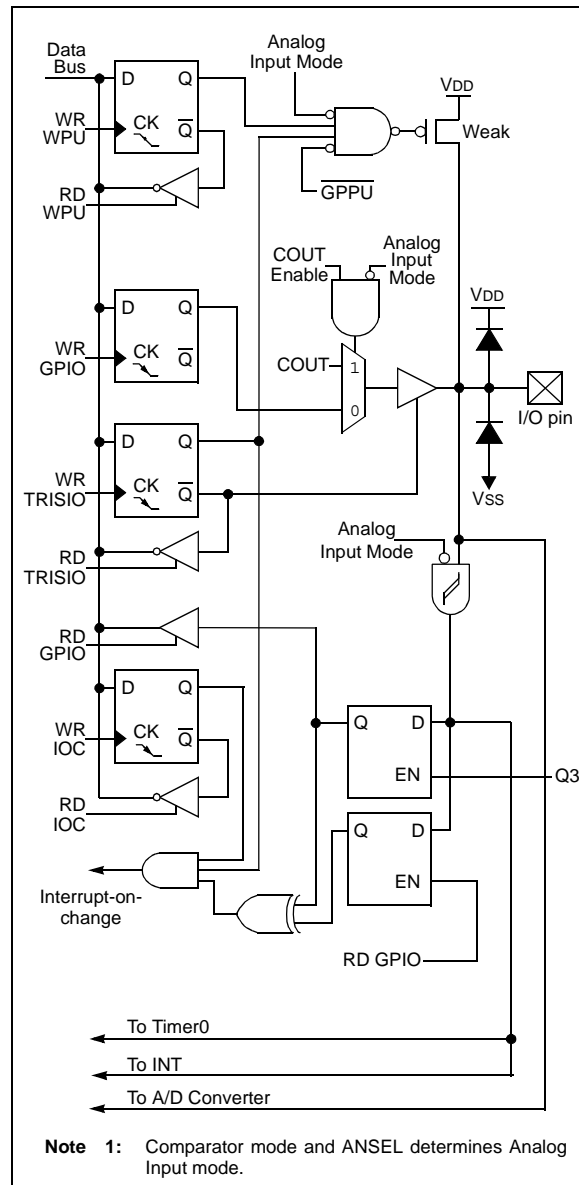 Data
Bus
D
Q
WR
WPU
CK
Q
RD
WPU
Analog
Input Mode
VDD
Weak
GPPU
COUT
Enable
Analog
Input
Mode
D
Q
WR
GPIO
CK
Q
COUT
1
0
VDD
I/O pin
VSS
D
Q
WR
TRISIO
CK
Q
RD
TRISIO
Analog
Input Mode
RD
GPIO
D
Q
WR
IOC
CK
Q
RD
IOC
Q
D
EN
Q3
Q
D
EN
Interrupt-on-
change
RD GPIO
To Timer0
To INT
To A/D Converter
Note 1: Comparator mode and ANSEL determines Analog
Input mode.